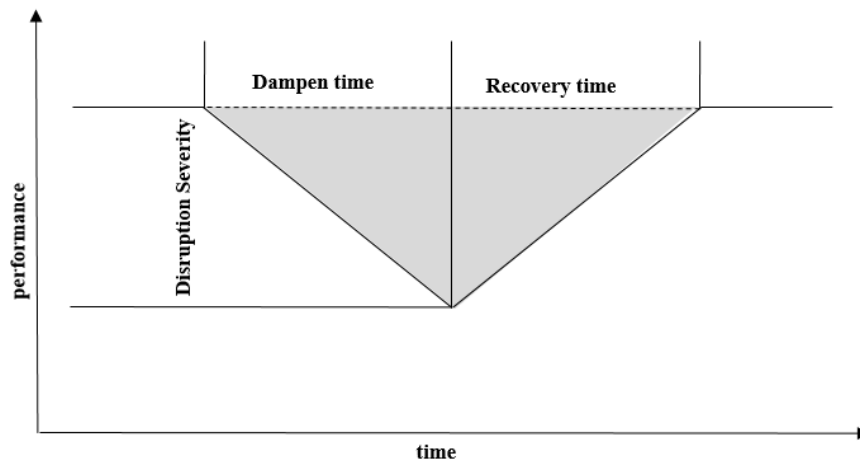 Dampen time
Recovery time
Disruption Severity
performance
time